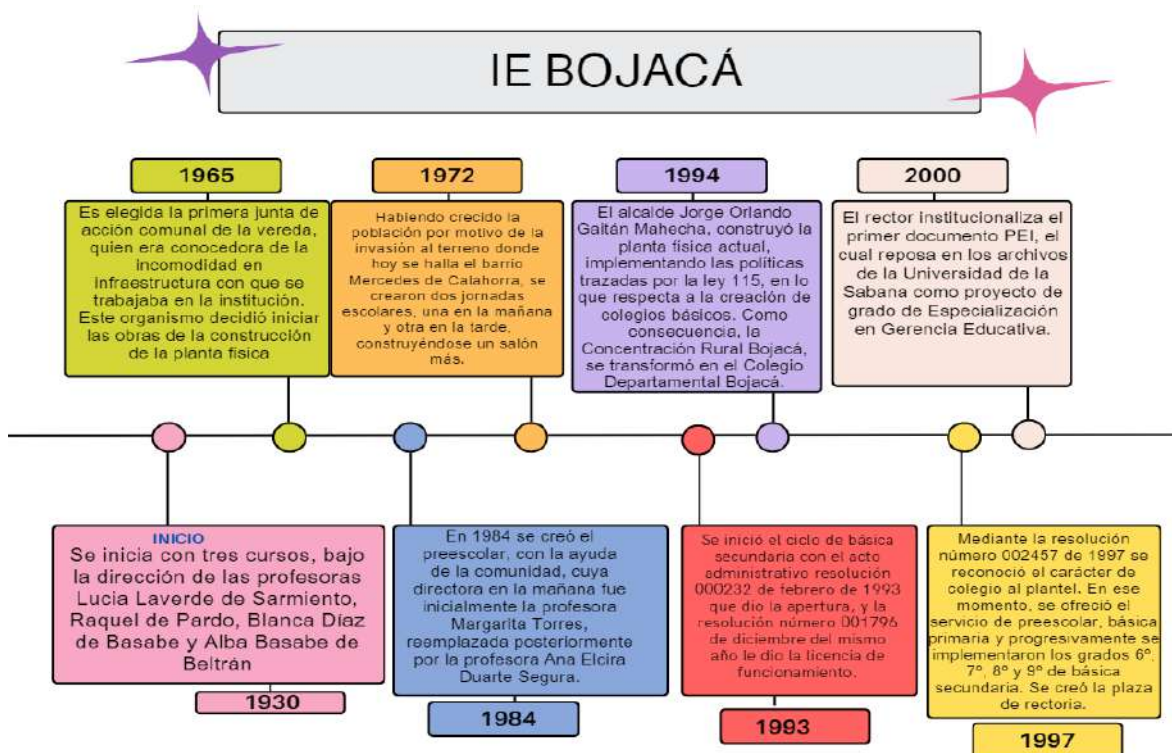 IE BOJACÁ
1965
Es elegida la primera junta de
acción comunal de la vereda,
quien era conocedora de la
incomodidad en
infraestructura con que se
trabajaba en la institución.
Este organismo decidió iniciar
las obras de la construcción
de la planta física
1972
Habiendo crecido la
población por motivo de la
invasión al terreno donde
hoy se halla el barrio
Mercedes de Calahorra, se
crearon dos jornadas
escolares, una en la mañana
y otra en la tarde,
construyéndose un salón
más.
1994
El alcalde Jorge Orlando
Gaitán Mahecha, construyó la
planta física actual,
implementando las políticas
trazadas por la ley 115, en lo
que respecta a la creación de
colegios básicos. Como
consecuencia, la
Concentración Rural Bojacá,
se transformó en el Colegio
Departamental Bojacá.
2000
El rector institucionaliza el
primer documento PEI, el
cual reposa en los archivos
de la Universidad de la
Sabana como proyecto de
grado de Especialización
en Gerencia Educativa.
INICIO
Se inicia con tres cursos, bajo
la dirección de las profesoras
Lucia Laverde de Sarmiento,
Raquel de Pardo, Blanca Díaz
de Basabe y Alba Basabe de
Beltrán
1930
En 1984 se creó el
preescolar, con la ayuda
de la comunidad, cuya
directora en la mañana fue
inicialmente la profesora
Margarita Torres,
reemplazada posteriormente
por la profesora Ana Elcira
Duarte Segura.
1984
Se inició el ciclo de básica
secundaria con el acto
administrativo resolución
000232 de febrero de 1993
que dio la apertura, y la
resolución número 001796
de diciembre del mismo
año le dio la licencia de
funcionamiento.
1993
Mediante la resolución
número 002457 de 1997 se
reconoció el carácter de
colegio al plantel. En ese
momento, se ofreció el
servicio de preescolar, básica
primaria y progresivamente se
implementaron los grados 6º,
7º, 8º y 9º de básica
secundaria. Se creó la plaza
de rectoría.
1997